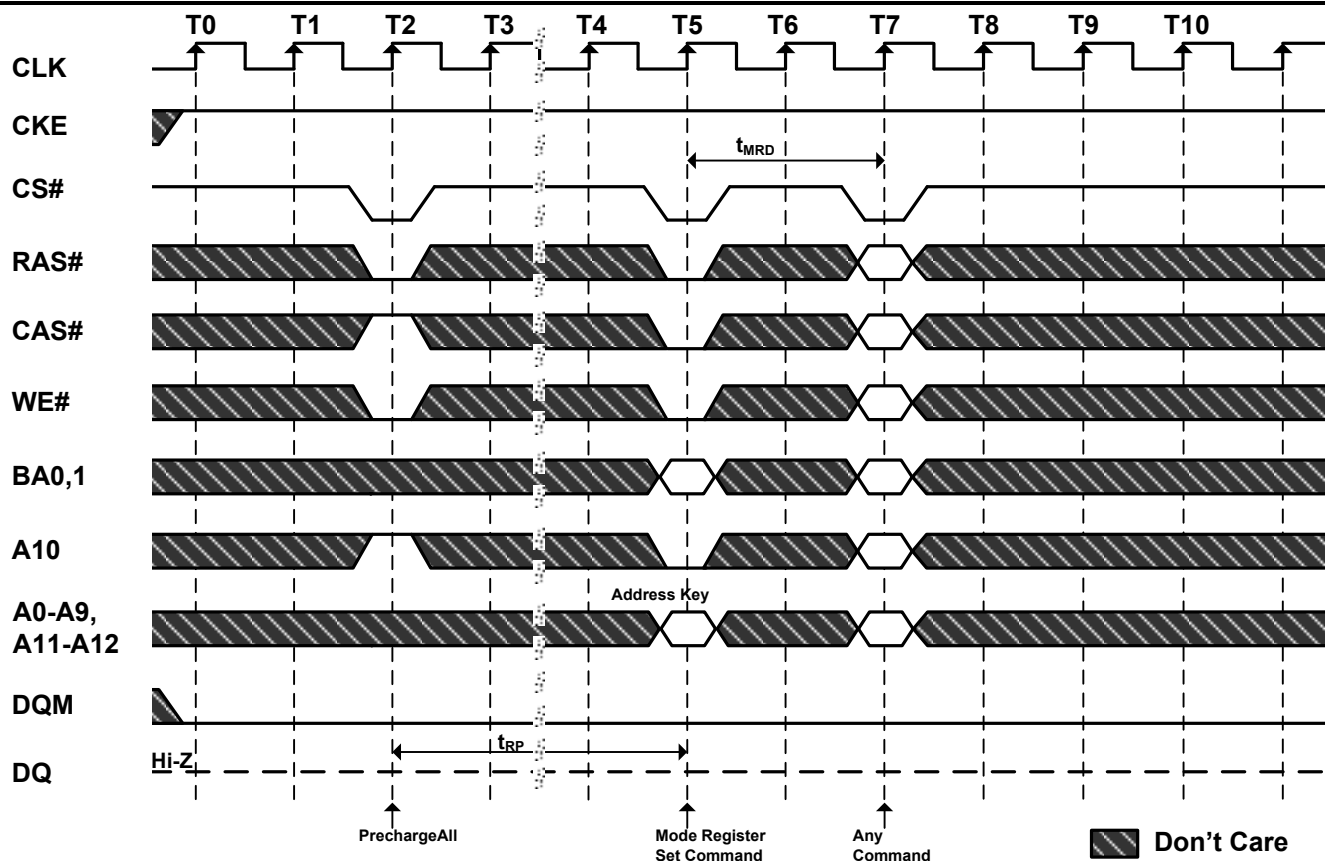 T0 T1 T2 T3 T4 T5 T6 T7 T8 T9 T10
CLK
CKE
tMRD
CS#
RAS#
CAS#
WE#
BA0,1
A10
Address Key
A0-A9,
A11-A12
DQM
tRP
Hi-Z
DQ
PrechargeAll
Mode Register
Set Command
Any
Command
Don't Care